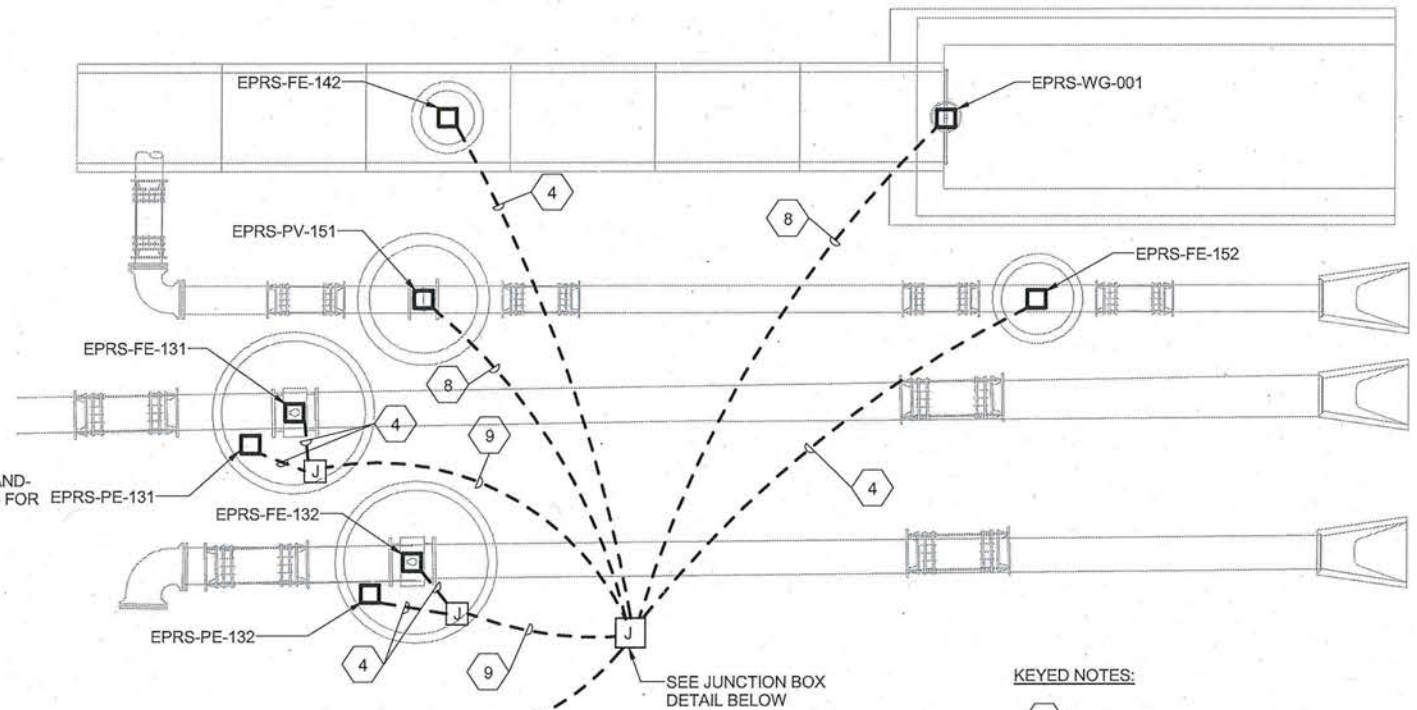 EPRS-FE-142
EPRS-WG-001
4
8
EPRS-PV-151
EPRS-FE-152
EPRS-FE-131
8
4
9
J
4
AND-
FOR
EPRS-PE-131
EPRS-FE-132
J
EPRS-PE-132
J
4
9
SEE JUNCTION BOX
DETAIL BELOW
KEYED NOTES: